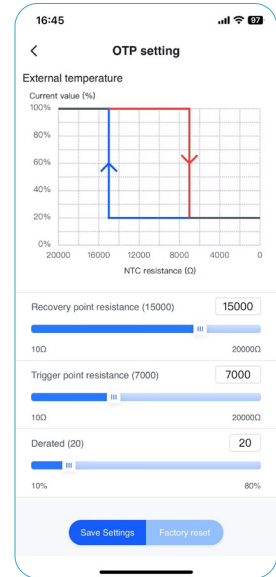 16:45
97
OTP setting
External temperature
Current value (%)
100%
80%
60%
40%
20%
0%
20000 16000 12000 8000 4000 0
NTC resistance (Ω)
Recovery point resistance (15000) 15000
10Ω 20000Ω
Trigger point resistance (7000) 7000
10Ω 20000Ω
Derated (20) 20
10% 80%
Save Settings Factory reset